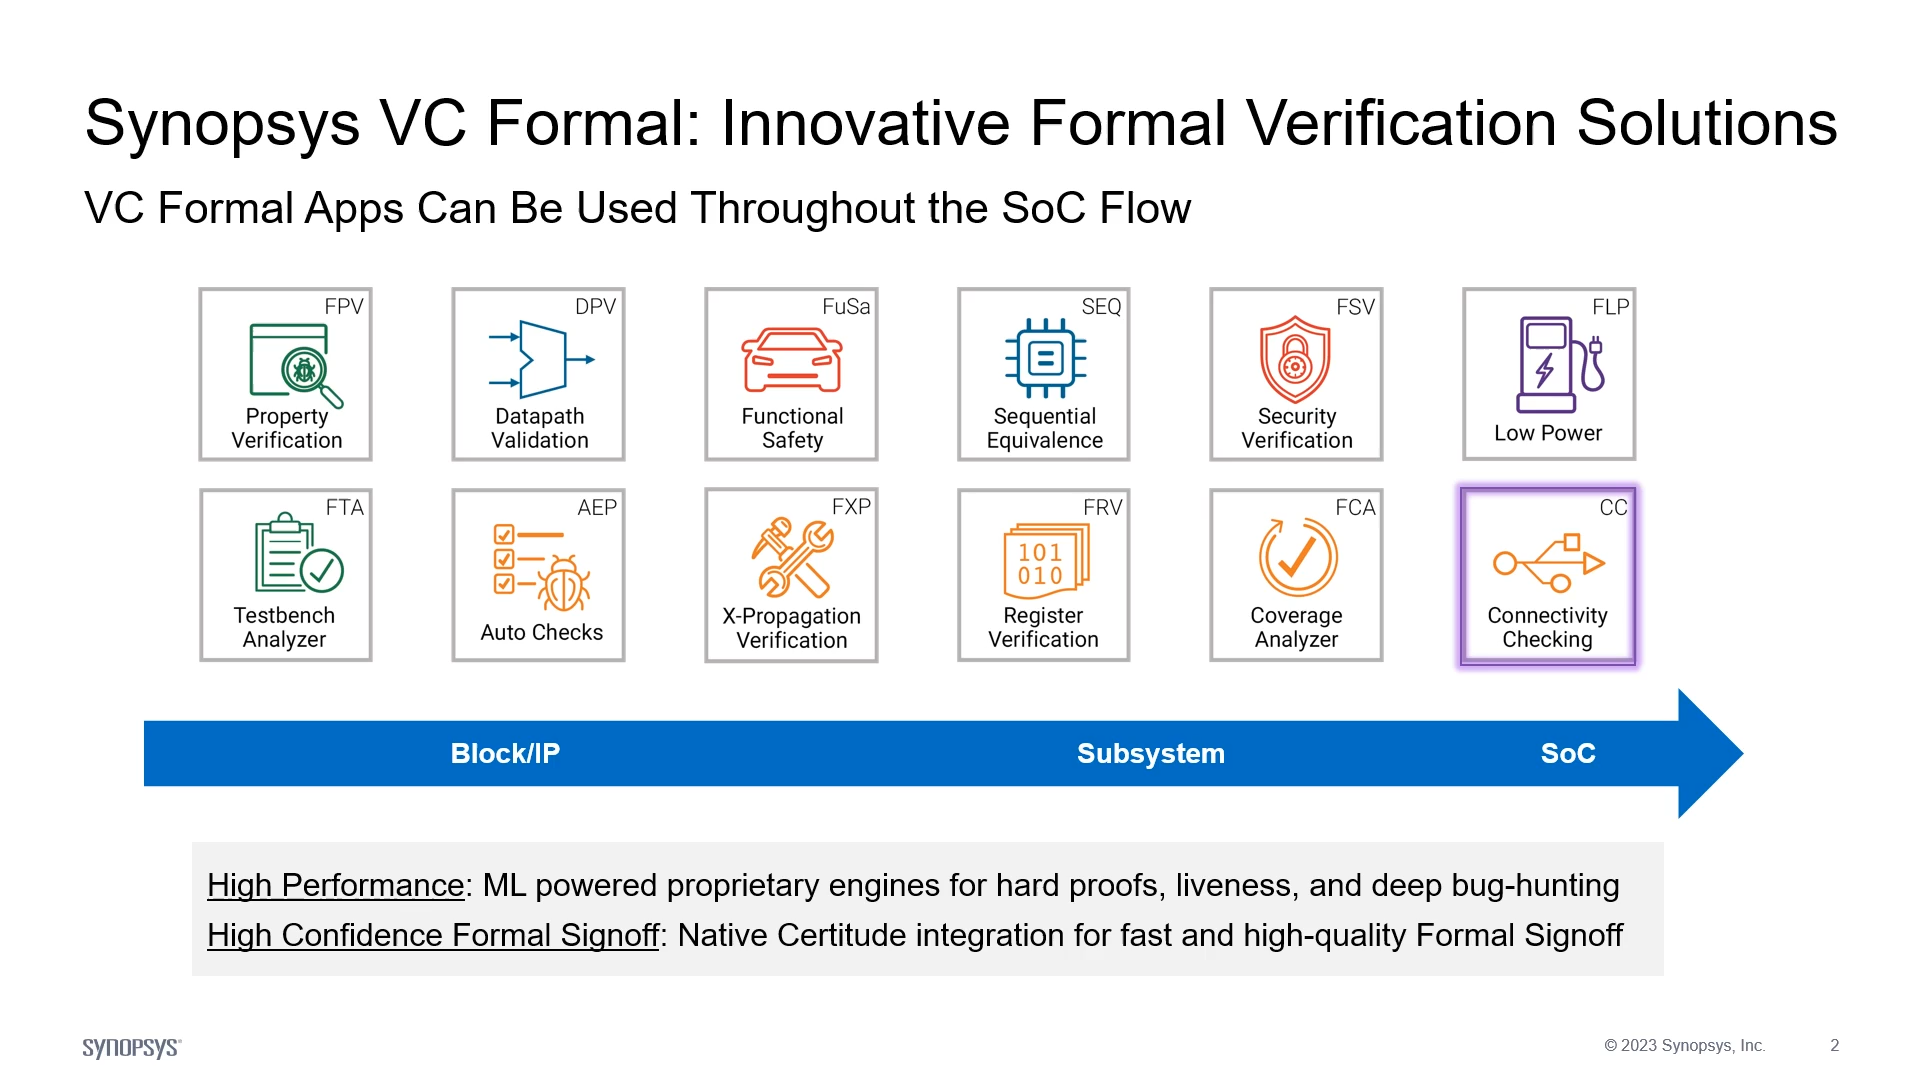 Synopsys VC Formal: Innovative Formal Verification Solutions
VC Formal Apps Can Be Used Throughout the SoC Flow
FPV
Property
Verification
DPV
Datapath
Validation
FuSa
Functional
Safety
SEQ
Sequential
Equivalence
FSV
Security
Verification
FLP
Low Power
FTA
Testbench
Analyzer
AEP
Auto Checks
FXP
X-Propagation
Verification
FRV
101
010
Register
Verification
FCA
Coverage
Analyzer
CC
Connectivity
Checking
Block/IP
Subsystem
SoC
High Performance: ML powered proprietary engines for hard proofs, liveness, and deep bug-hunting
High Confidence Formal Signoff: Native Certitude integration for fast and high-quality Formal Signoff
SYNOPSYS®
© 2023 Synopsys, Inc.
2